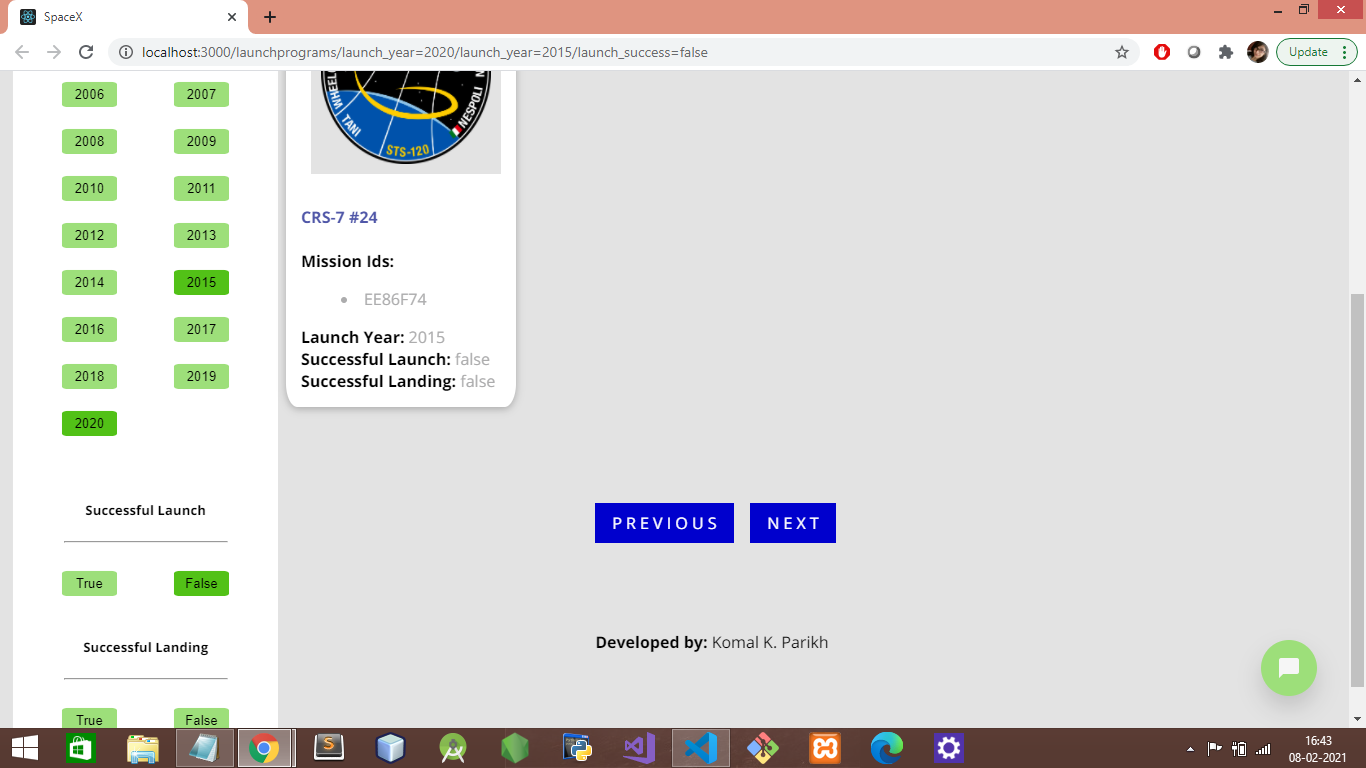 SpaceX
localhost:3000/launchprograms/launch_year=2020/launch_year=2015/launch_success=false
Update
2006 2007
2008 2009
2010 2011
2012 2013
2014 2015
2016 2017
2018 2019
2020
Successful Launch
True False
Successful Landing
True False
TANI
NESPOLI
STS-120
CRS-7 #24
Mission Ids:
• EE86F74
Launch Year: 2015
Successful Launch: false
Successful Landing: false
PREVIOUS NEXT
Developed by: Komal K. Parikh
16:43
08-02-2021